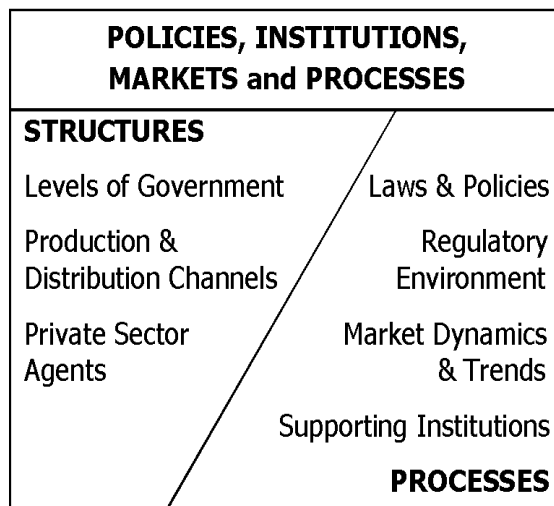 POLICIES, INSTITUTIONS,
MARKETS and PROCESSES
STRUCTURES
Levels of Government
Production &
Distribution Channels
Private Sector
Agents
Laws & Policies
Regulatory
Environment
Market Dynamics
& Trends
Supporting Institutions
PROCESSES